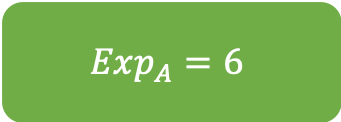 Exp_A = 6